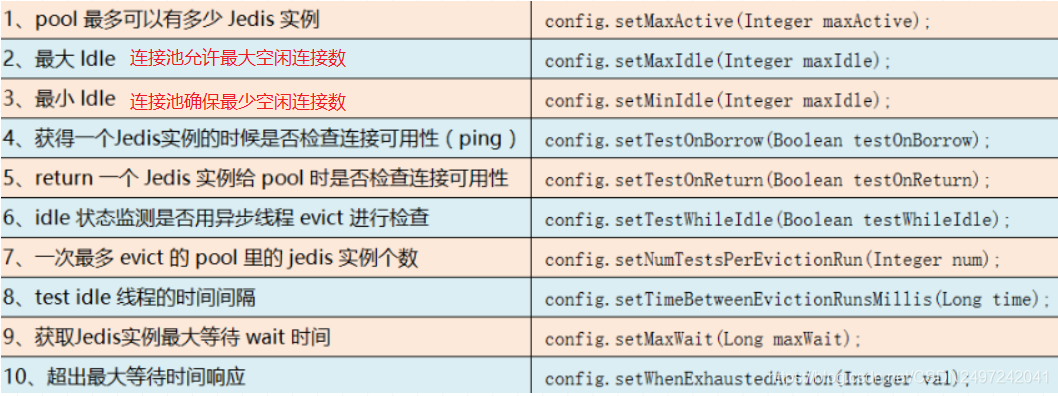 1、pool 最多可以有多少 Jedis 实例 config.setMaxActive(Integer maxActive);
2、最大 Idle 连接池允许最大空闲连接数 config.setMaxIdle(Integer maxIdle);
3、最小 Idle 连接池确保最少空闲连接数 config.setMinIdle(Integer maxIdle);
4、获得一个Jedis实例的时候是否检查连接可用性（ping） config.setTestOnBorrow(Boolean testOnBorrow);
5、return 一个 Jedis 实例给 pool 时是否检查连接可用性 config.setTestOnReturn(Boolean testOnReturn);
6、idle 状态监测是否用异步线程 evict 进行检查 config.setTestWhileIdle(Boolean testWhileIdle);
7、一次最多 evict 的 pool 里的 jedis 实例个数 config.setNumTestsPerEvictionRun(Integer num);
8、test idle 线程的时间间隔 config.setTimeBetweenEvictionRunsMillis(Long time);
9、获取Jedis实例最大等待 wait 时间 config.setMaxWait(Long maxWait);
10、超出最大等待时间响应 config.setWhenExhaustedAction(Integer val);